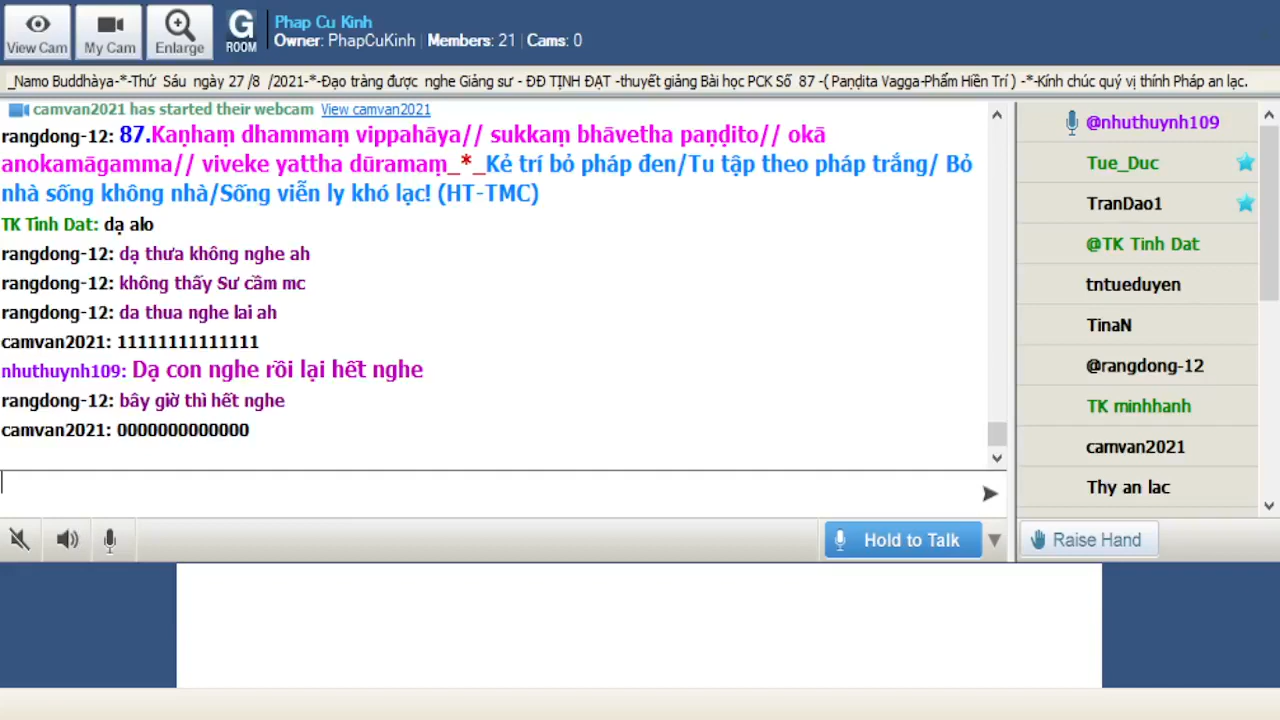 View Cam
My Cam
Enlarge
G
ROOM
Phap Cu Kinh
Owner: PhapCuKinh | Members: 21 | Cams: 0
_Namo Buddhàya-*-Thứ Sáu ngày 27 /8 /2021-*-Đạo tràng được nghe Giảng sư - ĐĐ TỊNH ĐẠT -thuyết giảng Bài học PCK Số 87 -( Paṇḍita Vagga-Phẩm Hiền Trí ) -*-Kính chúc quý vị thính Pháp an lạc.
camvan2021 has started their webcam View camvan2021
rangdong-12: 87.Kaṇhaṃ dhammaṃ vippahāya// sukkaṃ bhāvetha paṇḍito// okā
anokamāgamma// viveke yattha dūramaṃ_*_Kẻ trí bỏ pháp đen/Tu tập theo pháp trắng/ Bỏ
nhà sống không nhà/Sống viễn ly khó lạc! (HT-TMC)
TK Tinh Dat: dạ alo
rangdong-12: dạ thưa không nghe ah
rangdong-12: không thấy Sư cầm mc
rangdong-12: da thua nghe lai ah
camvan2021: 11111111111111
nhuthuynh109: Dạ con nghe rồi lại hết nghe
rangdong-12: bây giờ thì hết nghe
camvan2021: 0000000000000
Hold to Talk
@nhuthuynh109
Tue_Duc
TranDao1
@TK Tinh Dat
tntueduyen
TinaN
@rangdong-12
TK minhhanh
camvan2021
Thy an lac
Raise Hand